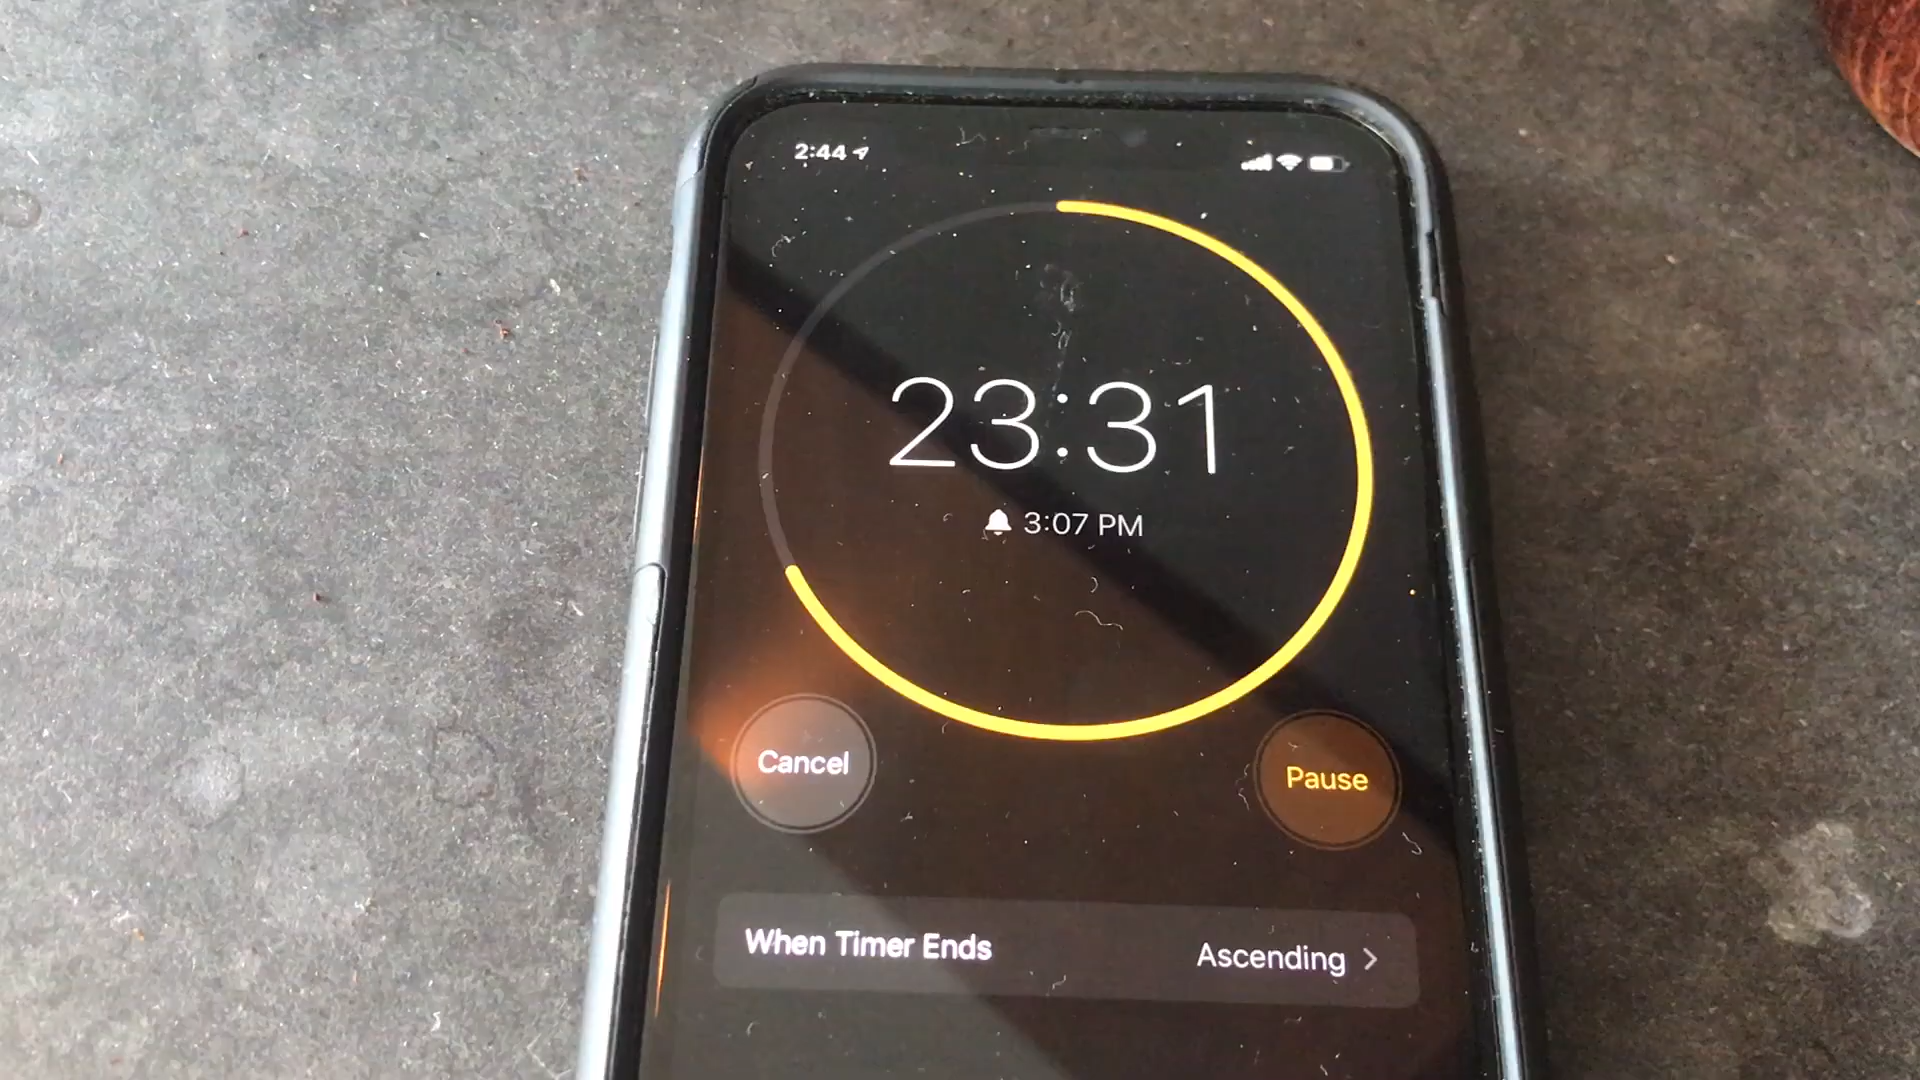 2:44
23:31
3:07 PM
Cancel
Pause
When Timer Ends
Ascending